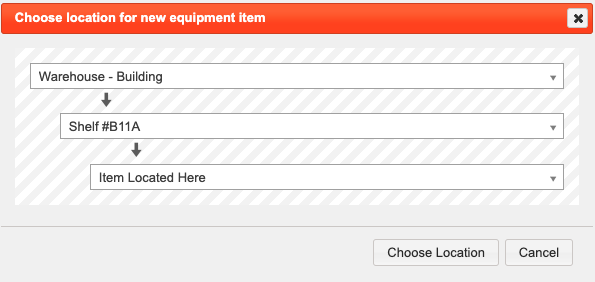 Choose location for new equipment item
Warehouse - Building
Shelf #B11A
Item Located Here
Choose Location
Cancel